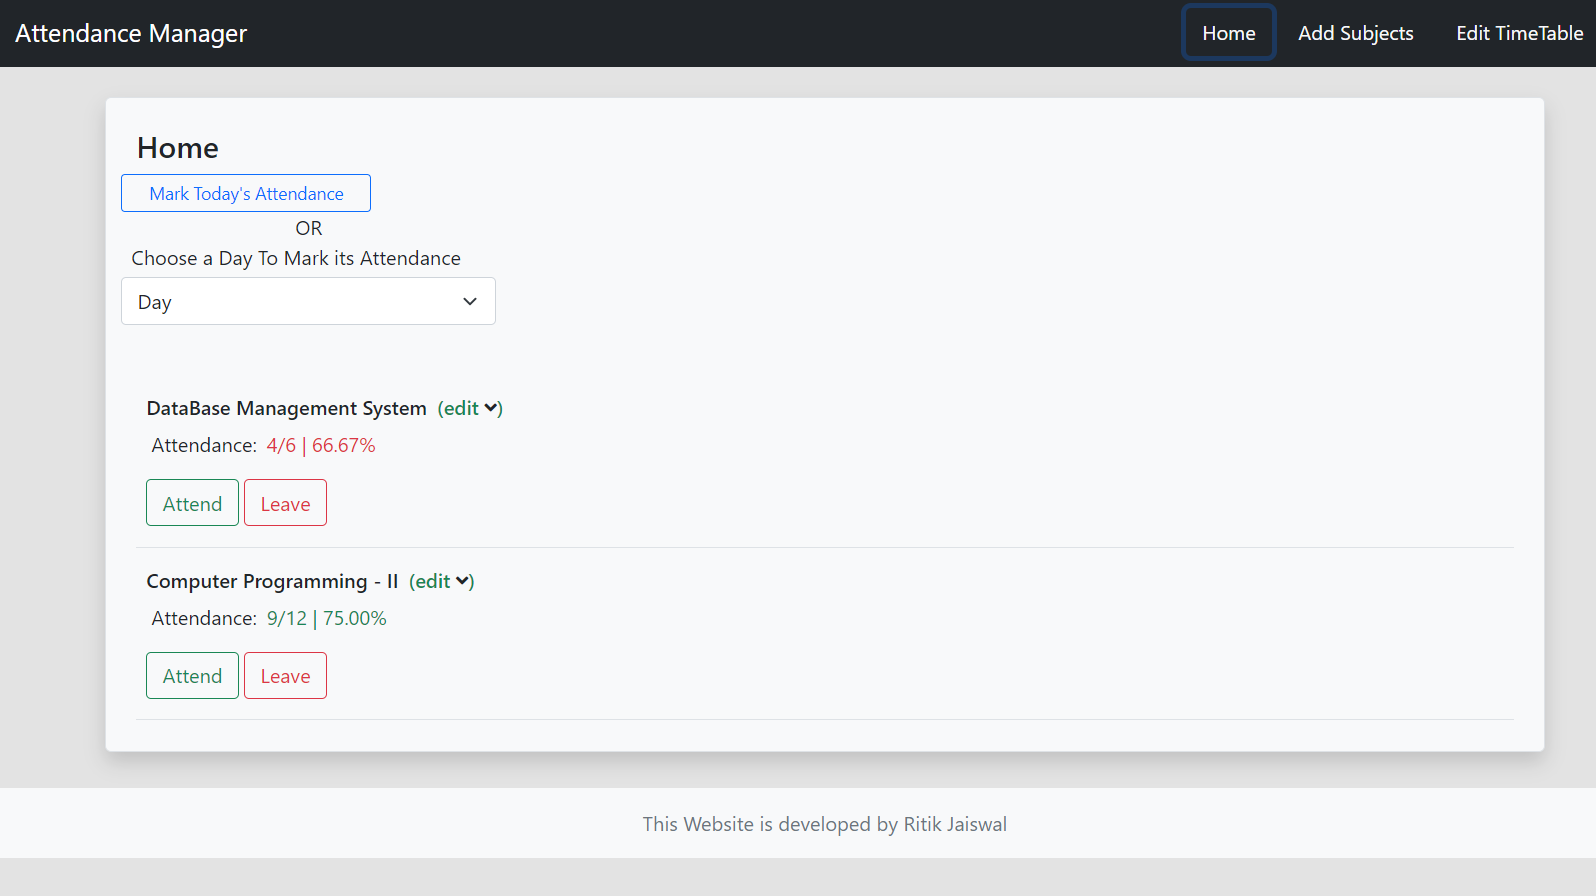 Attendance Manager Home Add Subjects Edit TimeTable
Home
Mark Today's Attendance
OR
Choose a Day To Mark its Attendance
Day
DataBase Management System (edit )
Attendance: 4/6 | 66.67%
Attend Leave
Computer Programming - II (edit )
Attendance: 9/12 | 75.00%
Attend Leave
This Website is developed by Ritik Jaiswal